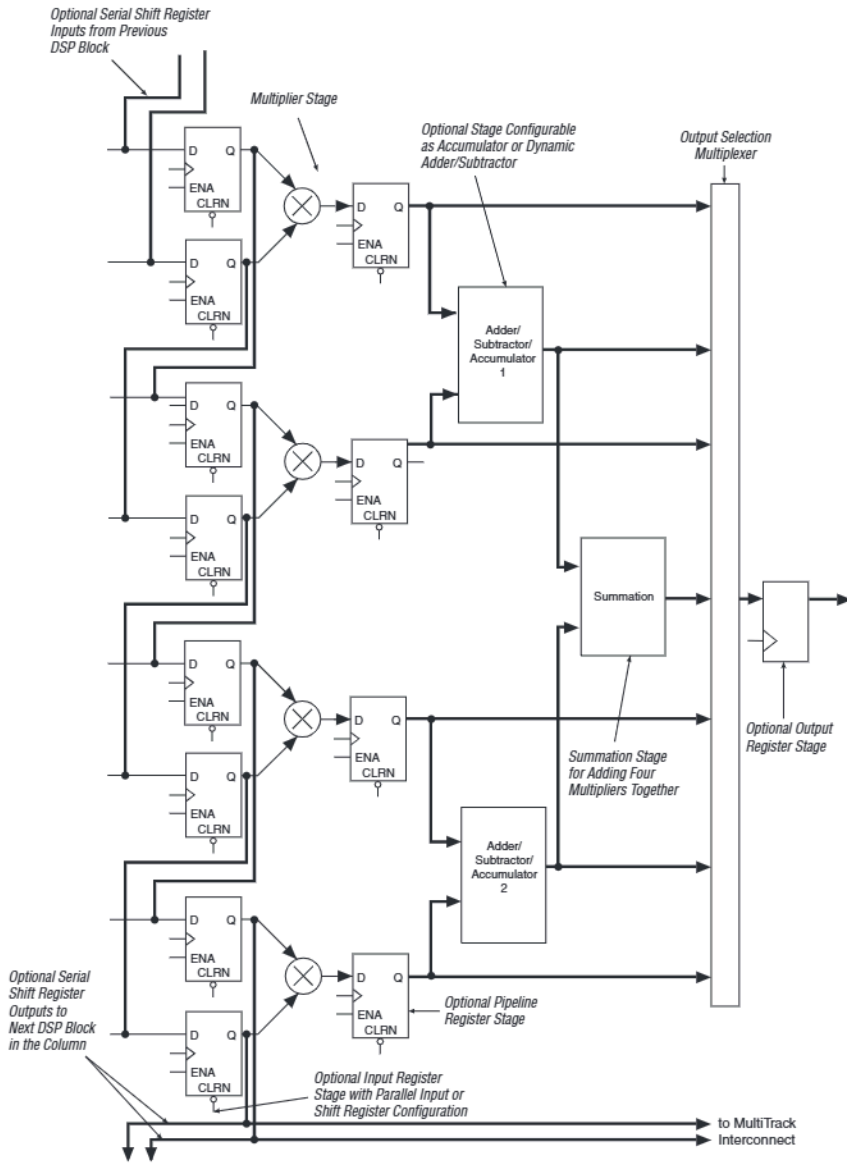 Optional Serial Shift Register
Inputs from Previous
DSP Block
Multiplier Stage
Optional Stage Configurable
as Accumulator or Dynamic
Adder/Subtractor
Output Selection
Multiplexer
D Q
ENA
CLRN
D Q
ENA
CLRN
D Q
ENA
CLRN
Adder/
Subtractor/
Accumulator
1
D Q
ENA
CLRN
D Q
ENA
CLRN
D Q
ENA
CLRN
Summation
D Q
ENA
CLRN
D Q
ENA
CLRN
D Q
ENA
CLRN
Optional Output
Register Stage
Summation Stage
for Adding Four
Multipliers Together
Adder/
Subtractor/
Accumulator
2
D Q
ENA
CLRN
D Q
ENA
CLRN
D Q
ENA
CLRN
Optional Serial
Shift Register
Outputs to
Next DSP Block
in the Column
Optional Pipeline
Register Stage
Optional Input Register
Stage with Parallel Input or
Shift Register Configuration
to MultiTrack
Interconnect